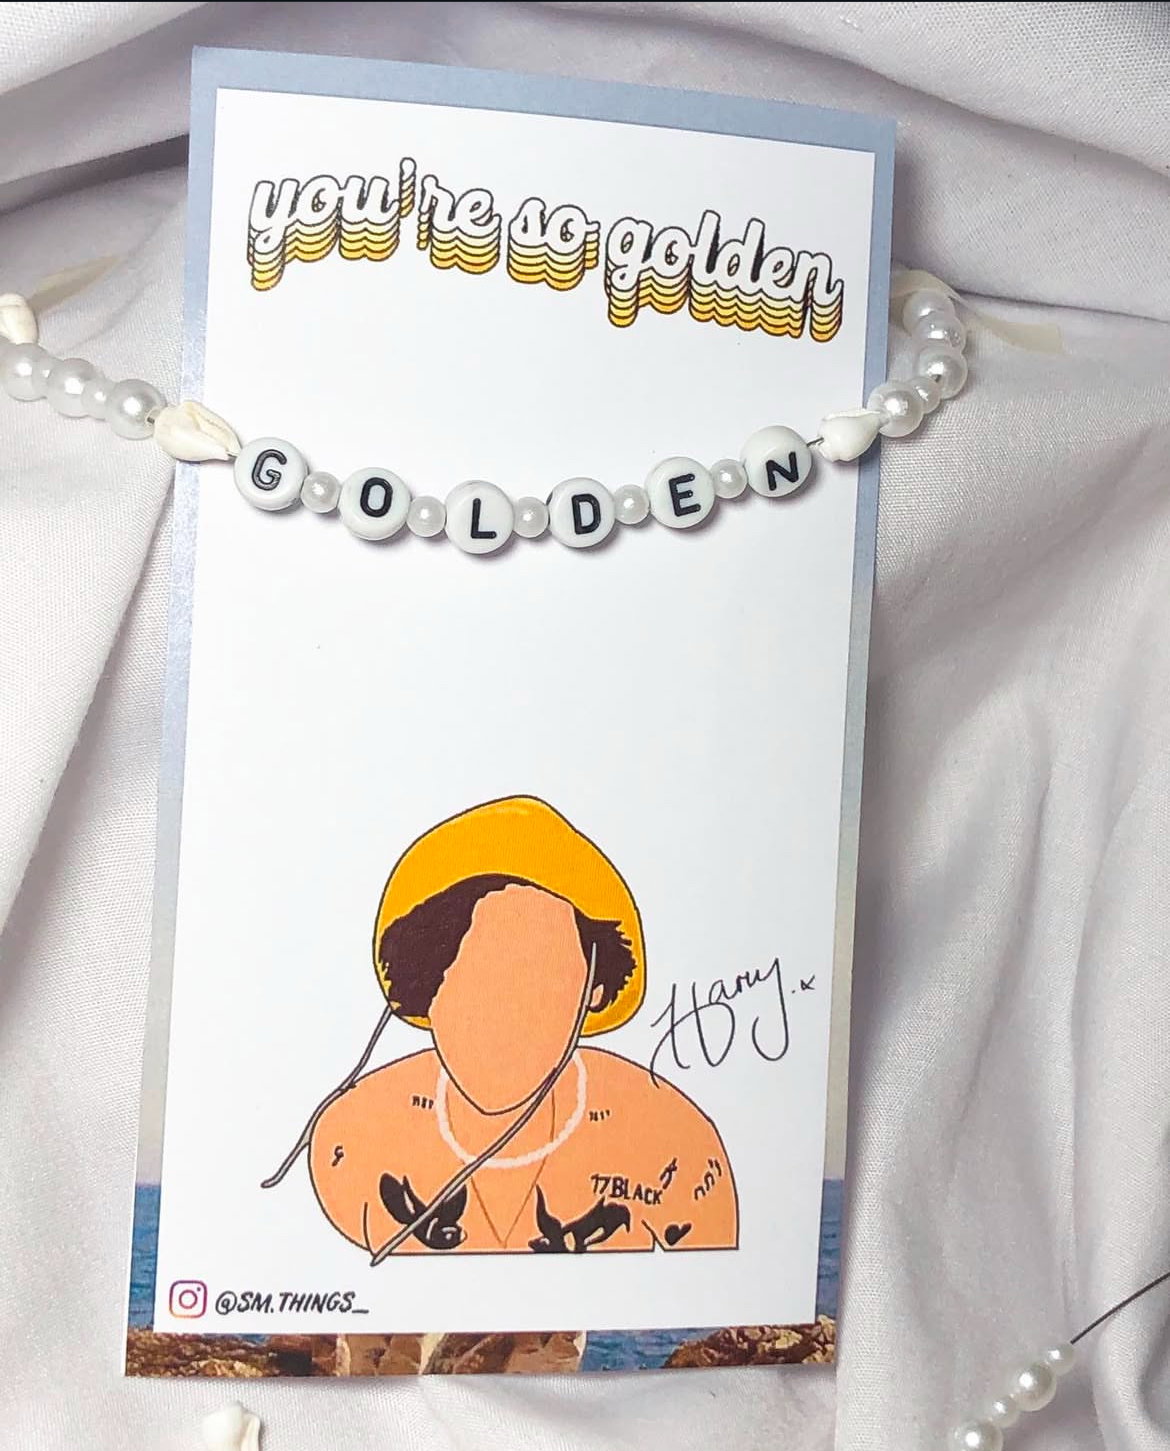 you're so golden
GOLDEN
Harry.x
17BLACK
@SM.THINGS_